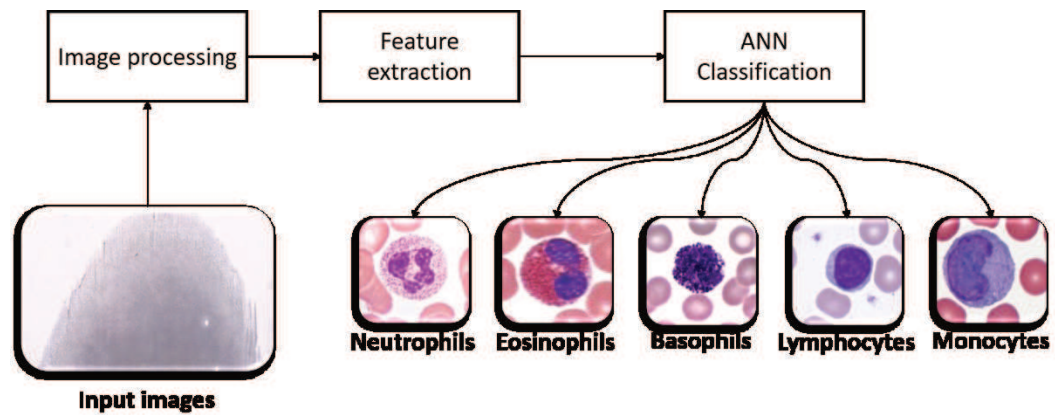 Image processing
Feature
extraction
ANN
Classification
Neutrophils
Eosinophils
Basophils
Lymphocytes
Monocytes
Input images